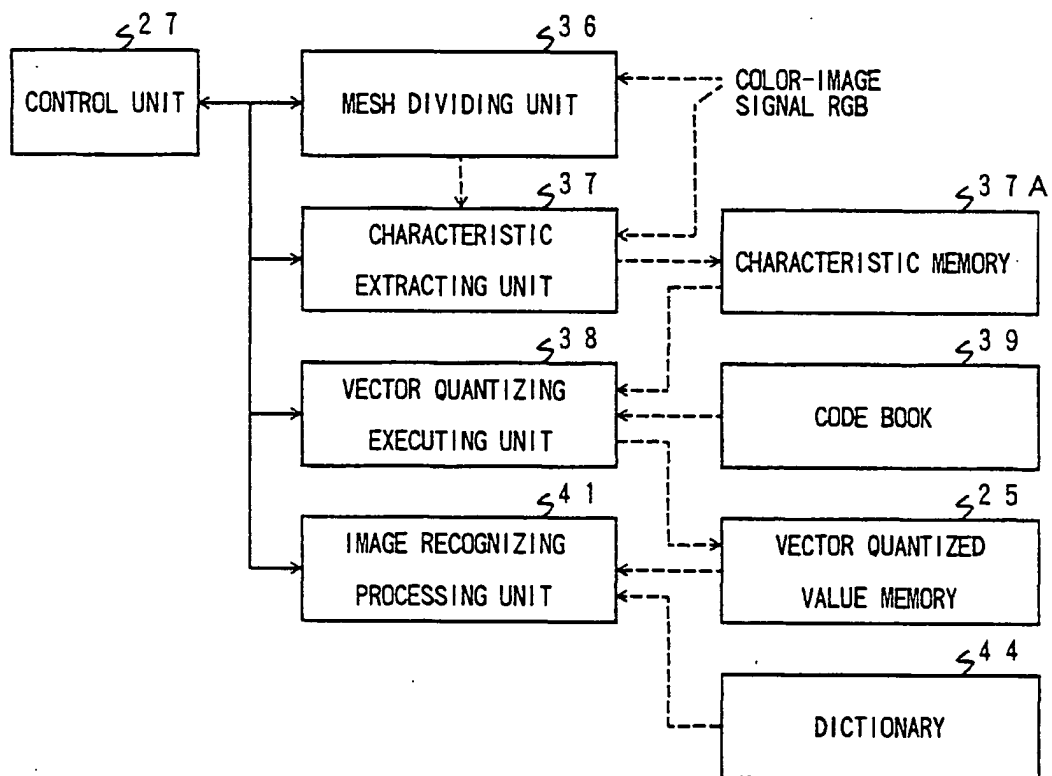 27
CONTROL UNIT
36
MESH DIVIDING UNIT
COLOR-IMAGE
SIGNAL RGB
37
CHARACTERISTIC
EXTRACTING UNIT
37A
CHARACTERISTIC MEMORY
38
VECTOR QUANTIZING
EXECUTING UNIT
39
CODE BOOK
41
IMAGE RECOGNIZING
PROCESSING UNIT
25
VECTOR QUANTIZED
VALUE MEMORY
44
DICTIONARY